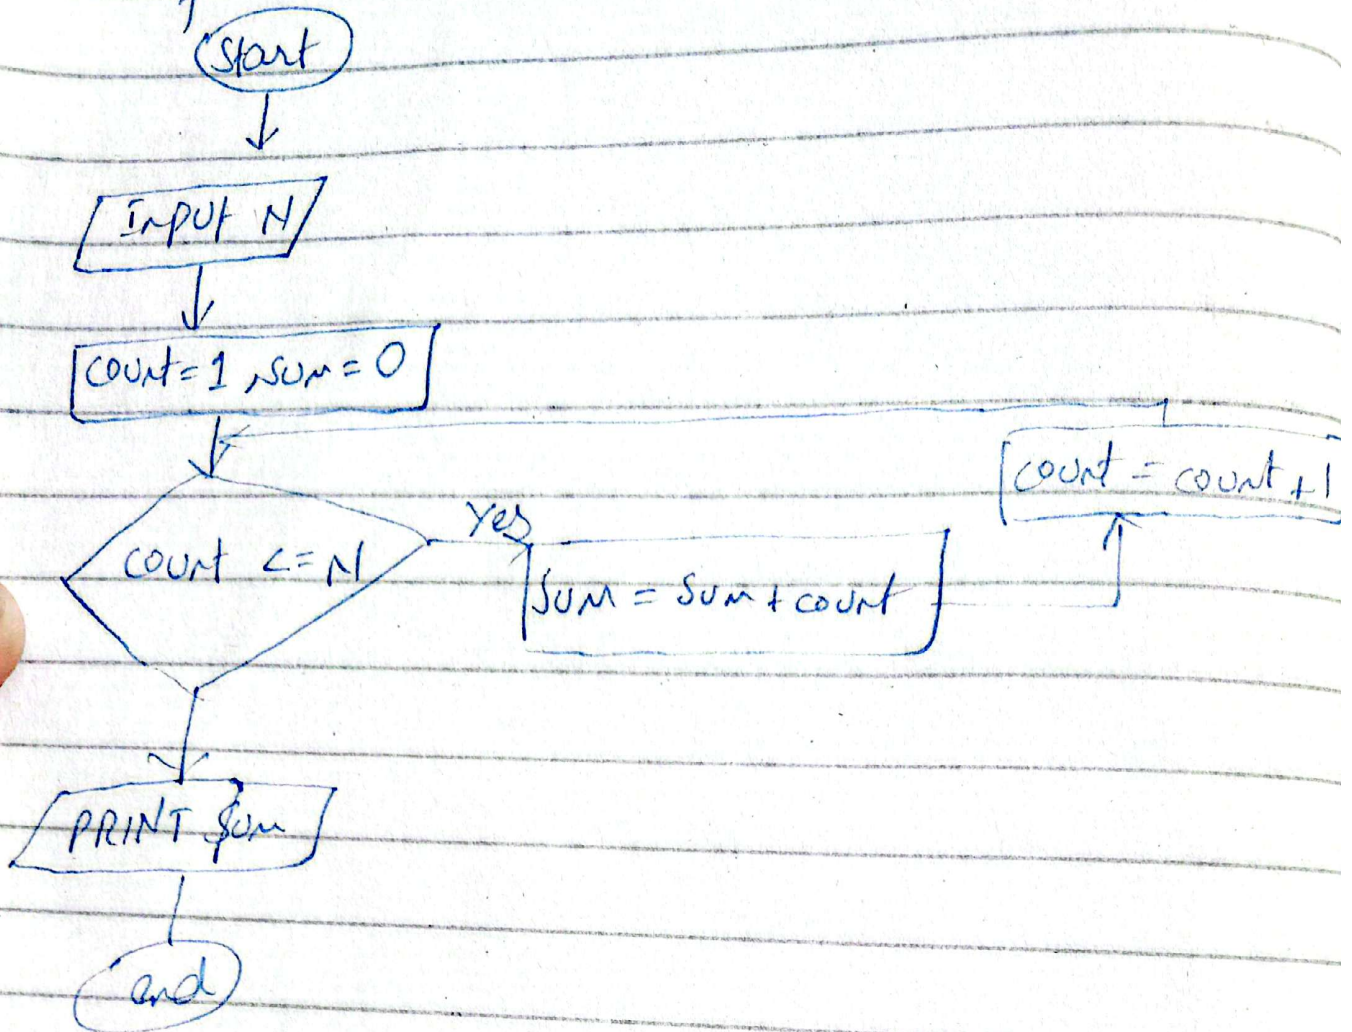 Start
Input N
Count = 1, Sum = 0
Count <= N
Yes
Sum = Sum + count
count = count + 1
PRINT Sum
end